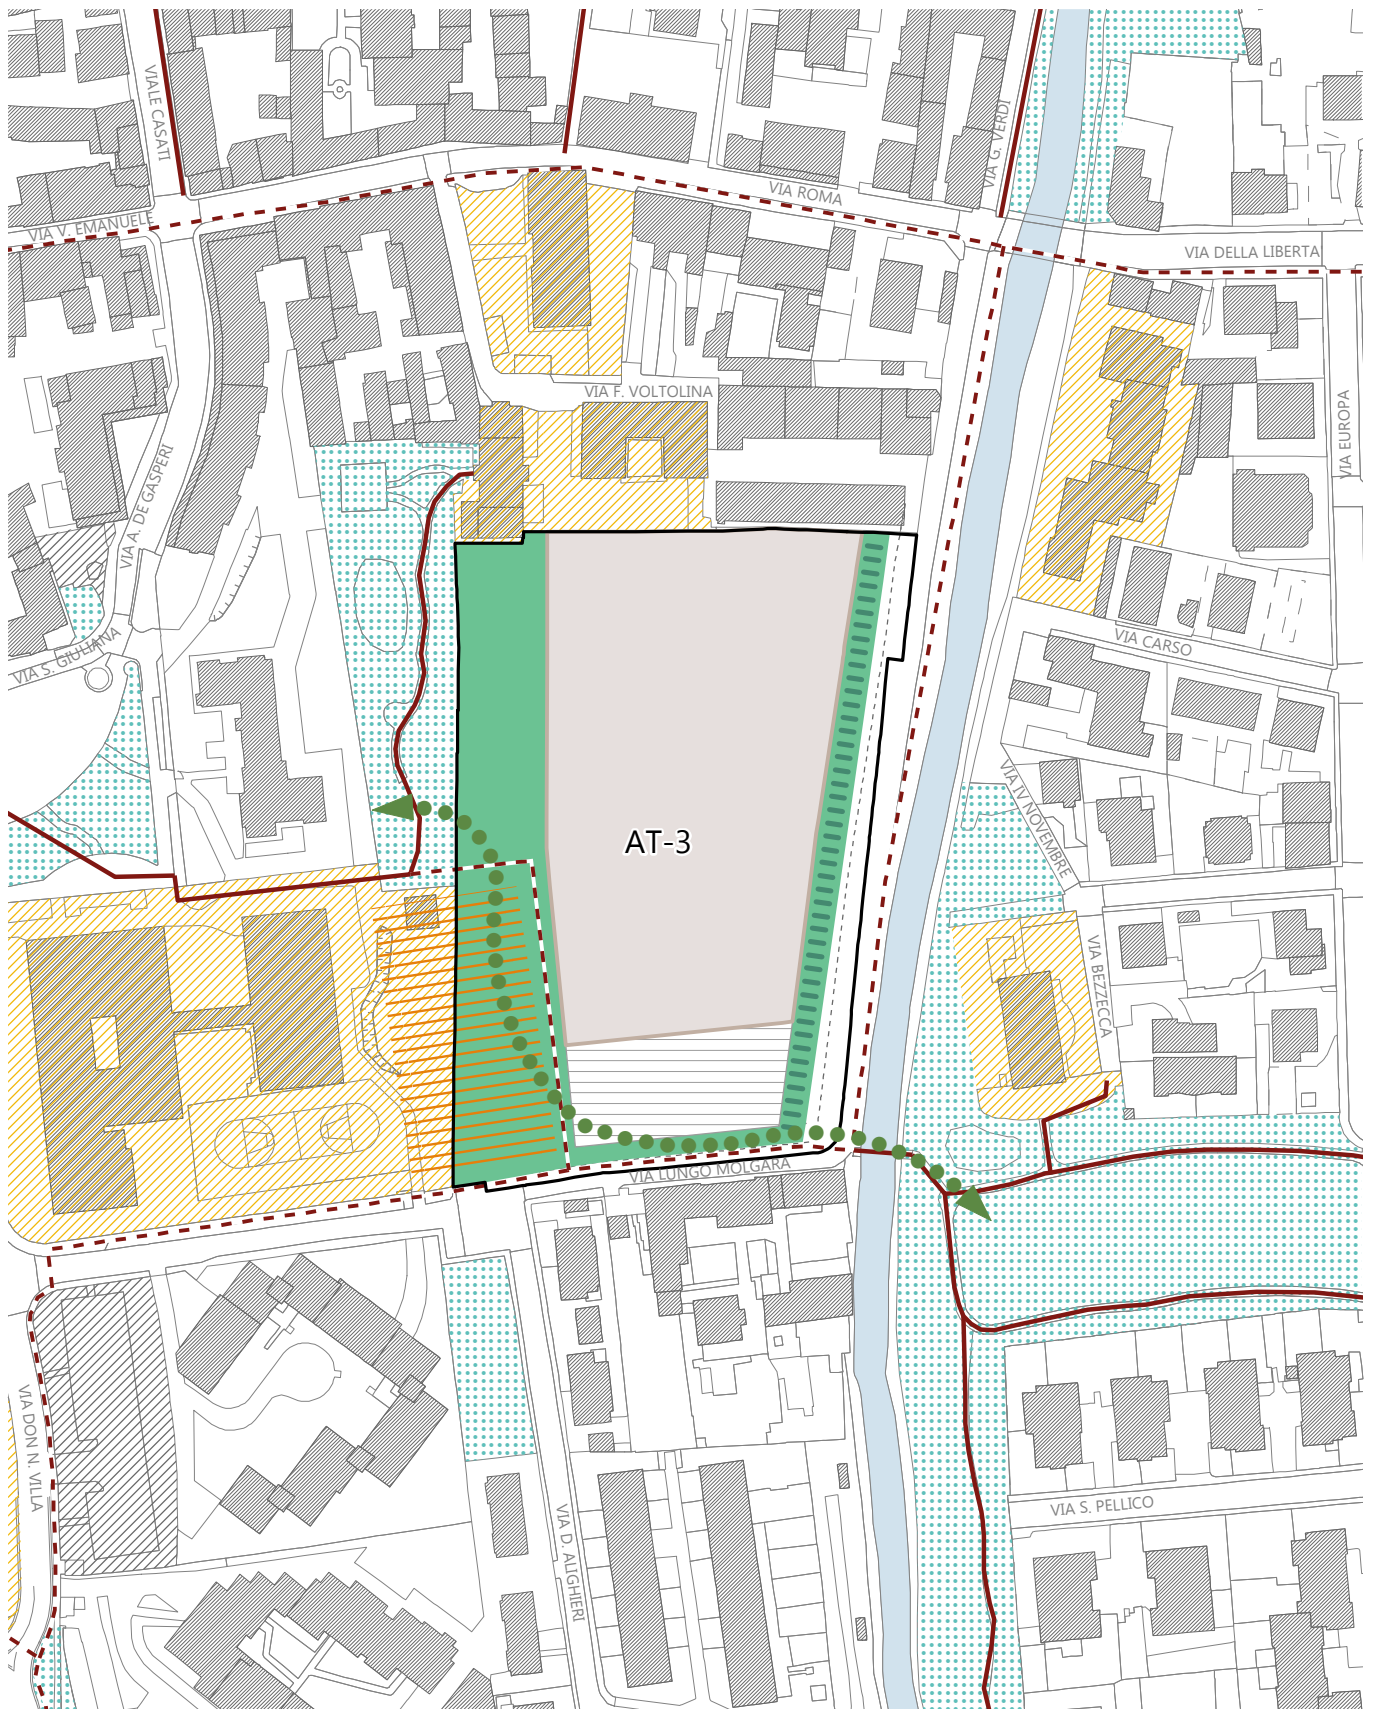 VIALE CASATI
VIA G. VERDI
VIA ROMA
VIA V. EMANUELE
VIA DELLA LIBERTA'
VIA F. VOLTOLINA
VIA EUROPA
VIA A. DE GASPERI
VIA S. GIULIANA
VIA CARSO
VIA IV NOVEMBRE
AT-3
VIA BEZZECCA
VIA LUNGO MOLGARA
VIA DON N. VILLA
VIA D. ALIGHIERI
VIA S. PELLICO